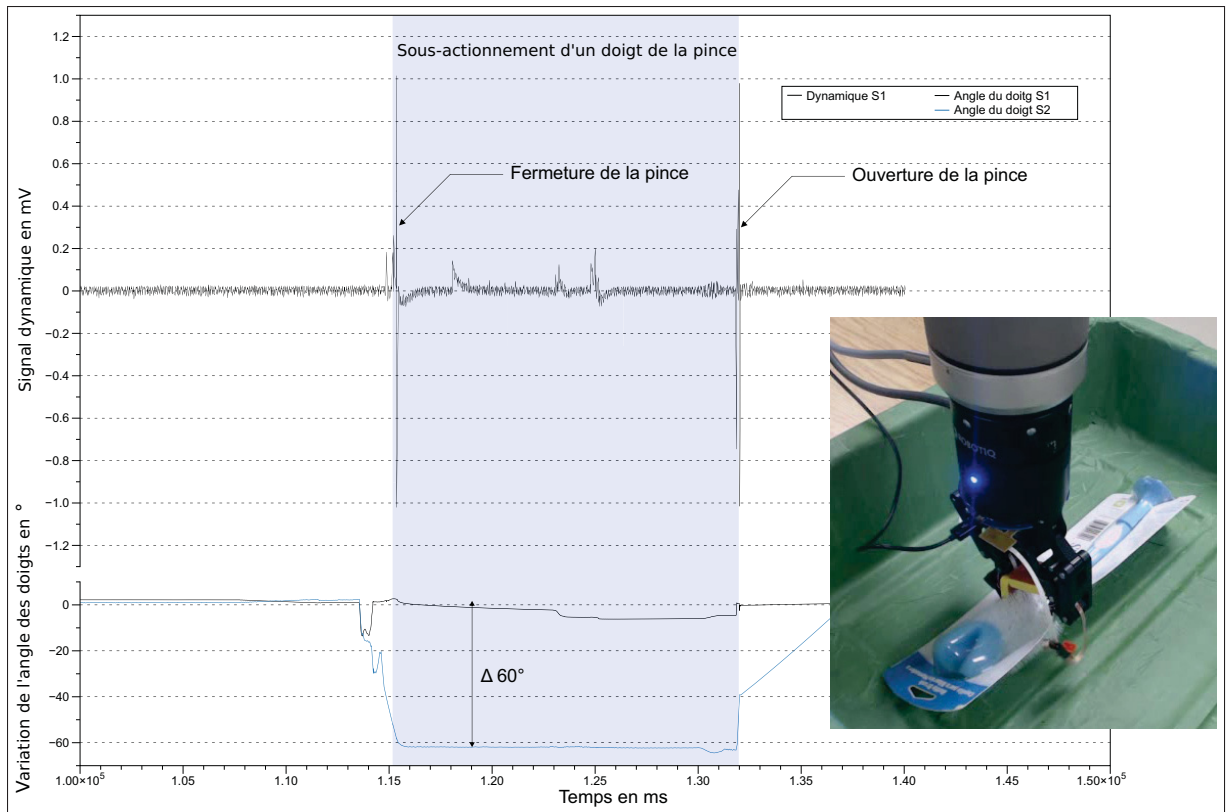 Sous-actionnement d'un doigt de la pince
Dynamique S1
Angle du doitg S1
Angle du doigt S2
Fermeture de la pince
Ouverture de la pince
Signal dynamique en mV
1.2
1.0
0.8
0.6
0.4
0.2
0
−0.2
−0.4
−0.6
−0.8
−1.0
−1.2
Variation de l'angle des doigts en °
0
−20
−40
−60
Δ 60°
ROBOTIQ
1.00×10⁵
1.05
1.10
1.15
1.20
1.25
1.30
1.35
1.40
1.45
1.50×10⁵
Temps en ms